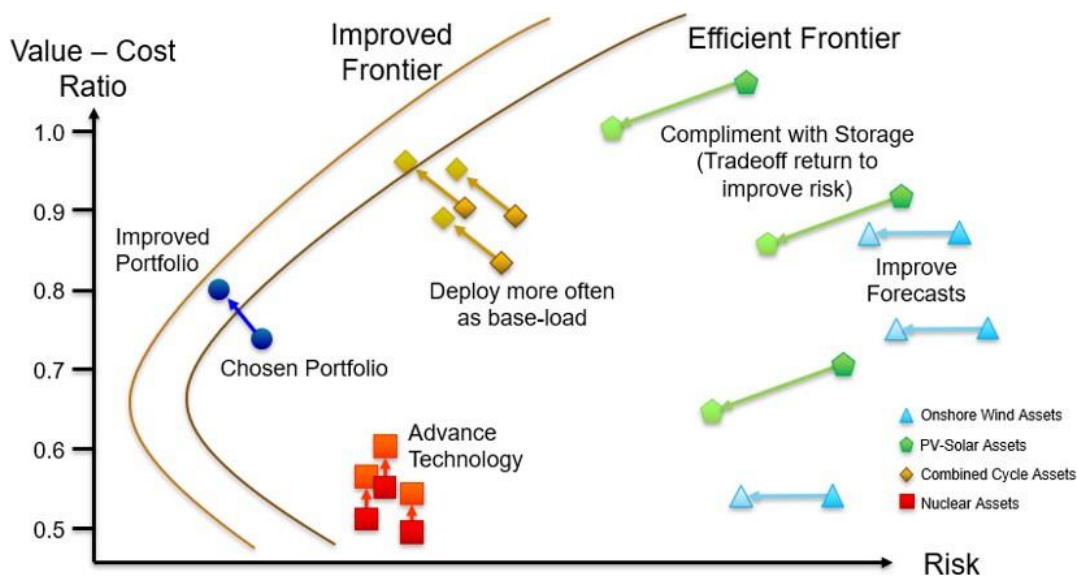 Value – Cost
Ratio
Improved
Frontier
Efficient Frontier
1.0
0.9
0.8
0.7
0.6
0.5
Compliment with Storage
(Tradeoff return to
improve risk)
Improved
Portfolio
Chosen Portfolio
Deploy more often
as base-load
Improve
Forecasts
Advance
Technology
Onshore Wind Assets
PV-Solar Assets
Combined Cycle Assets
Nuclear Assets
Risk